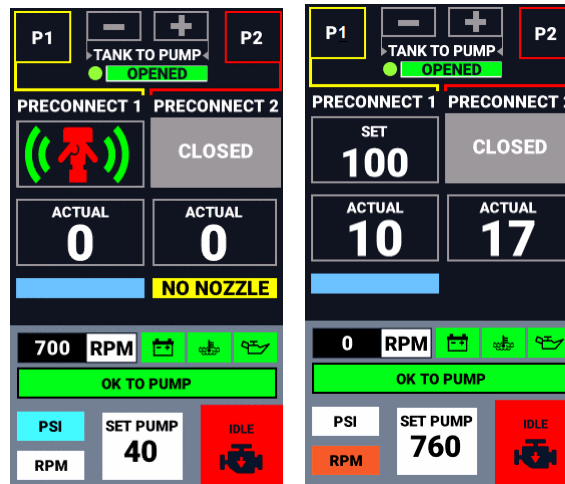 P1
P2
TANK TO PUMP
OPENED
PRECONNECT 1 PRECONNECT 2
CLOSED
ACTUAL
0
ACTUAL
0
NO NOZZLE
700 RPM
OK TO PUMP
PSI
RPM
SET PUMP
40
IDLE
P1
P2
TANK TO PUMP
OPENED
PRECONNECT 1 PRECONNECT
SET
100
CLOSED
ACTUAL
10
ACTUAL
17
0 RPM
OK TO PUMP
PSI
RPM
SET PUMP
760
IDLE